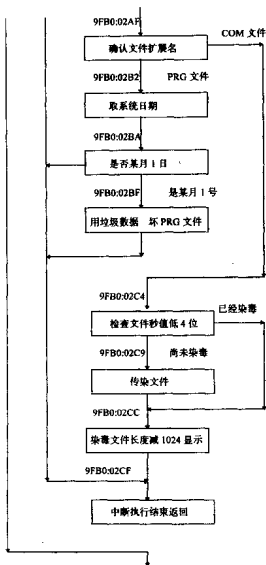 9FB0:02AF
COM 文件
确认文件扩展名
9FB0:02B2 PRG 文件
取系统日期
9FB0:02BA
是否某月 1 日
9FB0:02BF 是某月 1 号
用垃圾数据 坏 PRG 文件
9FB0:02C4
已经染毒
检查文件秒值低 4 位
9FB0:02C9 尚未染毒
传染文件
9FB0:02CC
染毒文件长度减 1024 显示
9FB0:02CF
中断执行结束返回